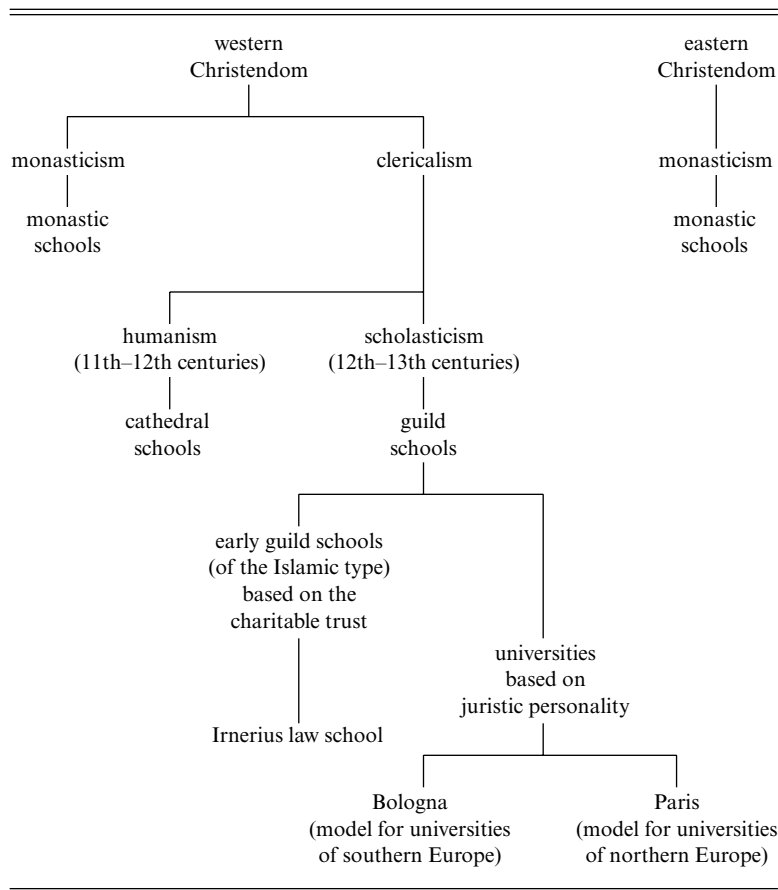 western
Christendom
eastern
Christendom
monasticism
clericalism
monasticism
monastic
schools
monastic
schools
humanism
(11th–12th centuries)
scholasticism
(12th–13th centuries)
cathedral
schools
guild
schools
early guild schools
(of the Islamic type)
based on the
charitable trust
universities
based on
juristic personality
Irnerius law school
Bologna
(model for universities
of southern Europe)
Paris
(model for universities
of northern Europe)